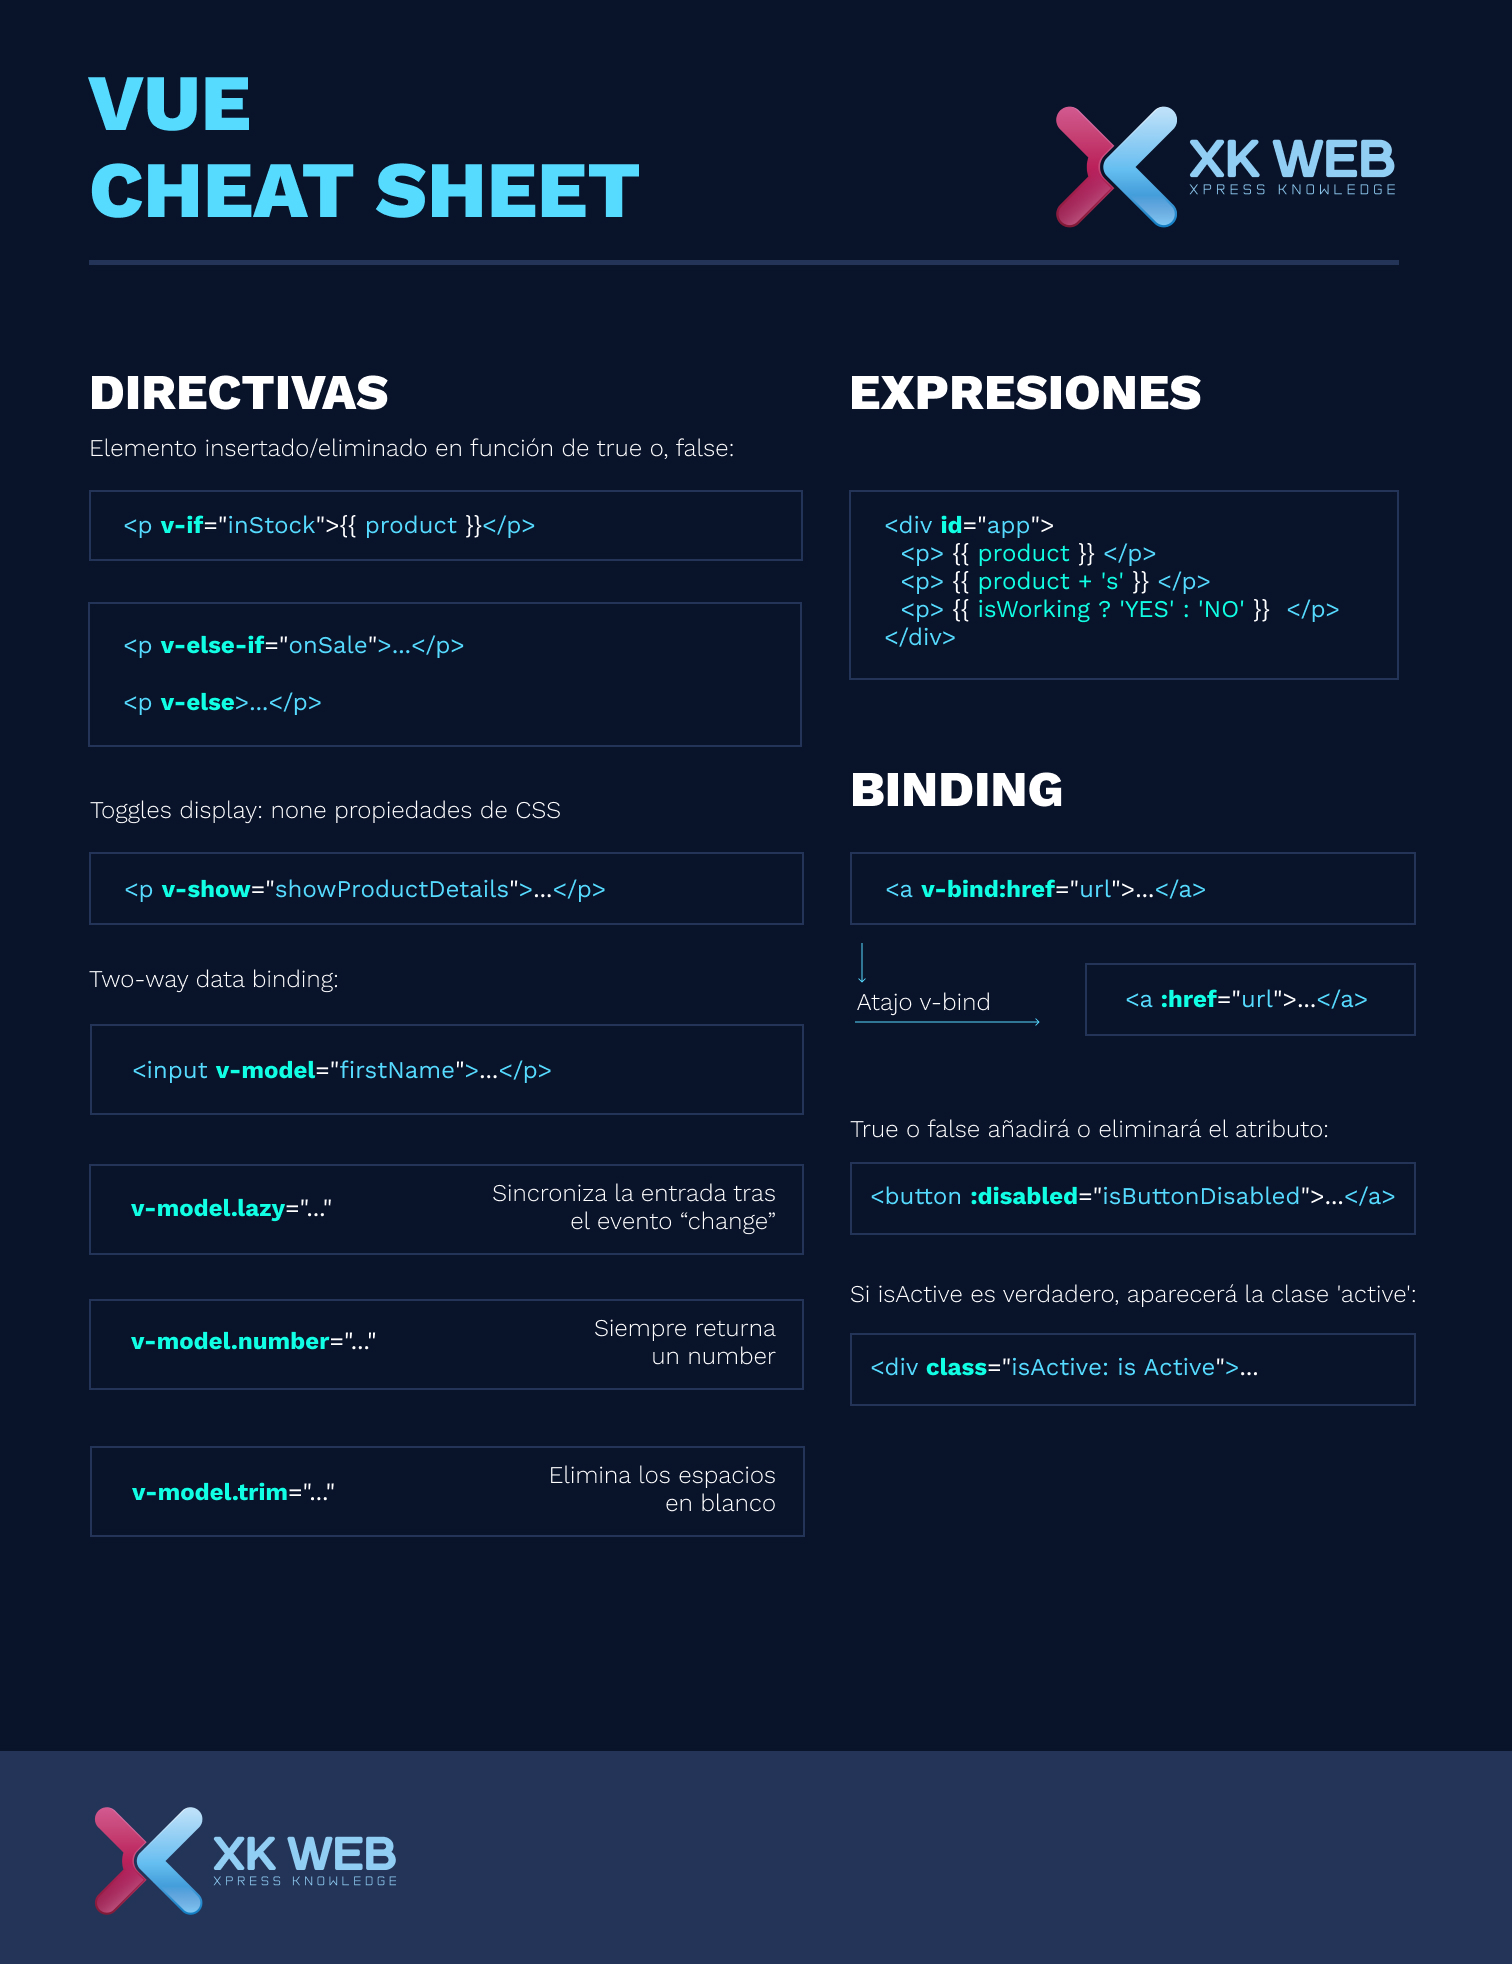 VUE
CHEAT SHEET
XK WEB
XPRESS KNOWLEDGE
DIRECTIVAS
Elemento insertado/eliminado en función de true o, false:
<p v-if="inStock">{{ product }}</p>
<p v-else-if="onSale">...</p>
<p v-else>...</p>
Toggles display: none propiedades de CSS
<p v-show="showProductDetails">...</p>
Two-way data binding:
<input v-model="firstName">...</p>
v-model.lazy="..."
Sincroniza la entrada tras
el evento “change”
v-model.number="..."
Siempre returna
un number
v-model.trim="..."
Elimina los espacios
en blanco
EXPRESIONES
<div id="app">
<p> {{ product }} </p>
<p> {{ product + 's' }} </p>
<p> {{ isWorking ? 'YES' : 'NO' }}  </p>
</div>
BINDING
<a v-bind:href="url">...</a>
Atajo v-bind
<a :href="url">...</a>
True o false añadirá o eliminará el atributo:
<button :disabled="isButtonDisabled">...</a>
Si isActive es verdadero, aparecerá la clase 'active':
<div class="isActive: is Active">...
XK WEB
XPRESS KNOWLEDGE